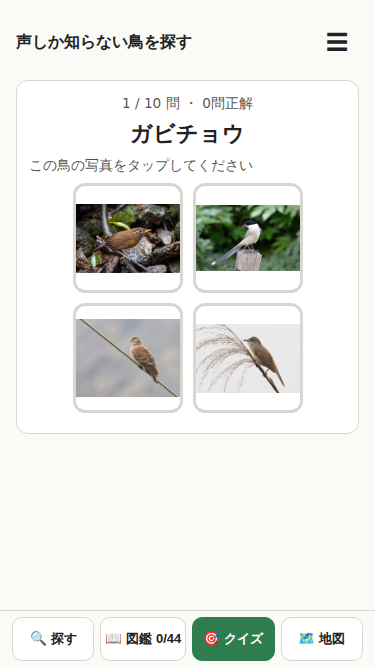 声しか知らない鳥を探す
1 / 10 問 ・ 0問正解
ガビチョウ
この鳥の写真をタップしてください
🔍 探す
📖 図鑑 0/44
🎯 クイズ
🗺️ 地図